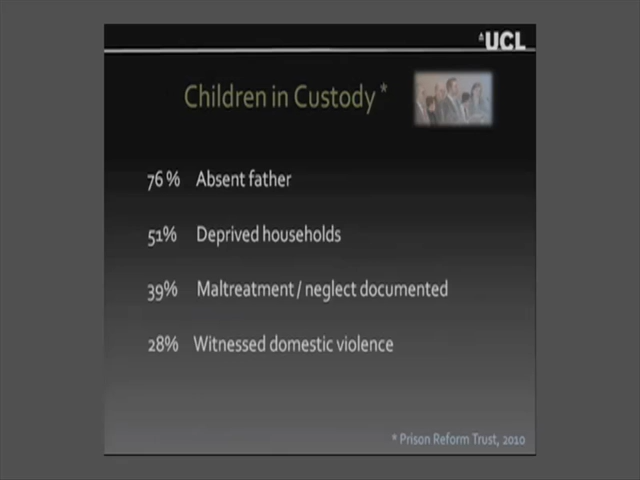 UCL
Children in Custody *
76 % Absent father
51% Deprived households
39% Maltreatment / neglect documented
28% Witnessed domestic violence
* Prison Reform Trust, 2010